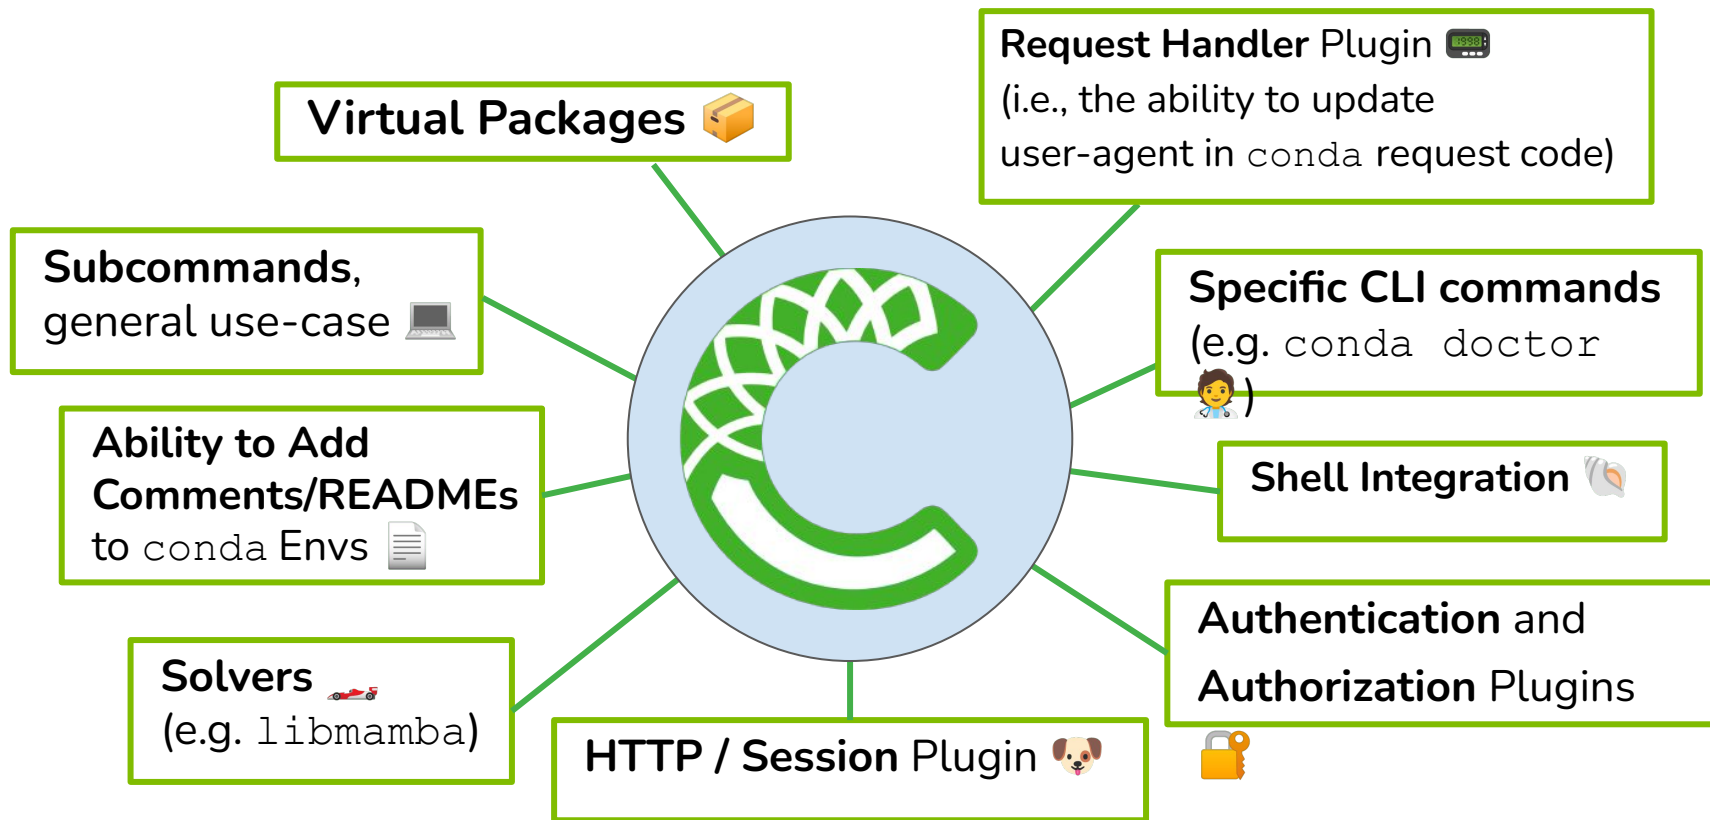 Virtual Packages
Request Handler Plugin
(i.e., the ability to update
user-agent in conda request code)
Subcommands,
general use-case
Specific CLI commands
(e.g. conda doctor
)
Ability to Add
Comments/READMEs
to conda Envs
Shell Integration
Solvers
(e.g. libmamba)
HTTP / Session Plugin
Authentication and
Authorization Plugins